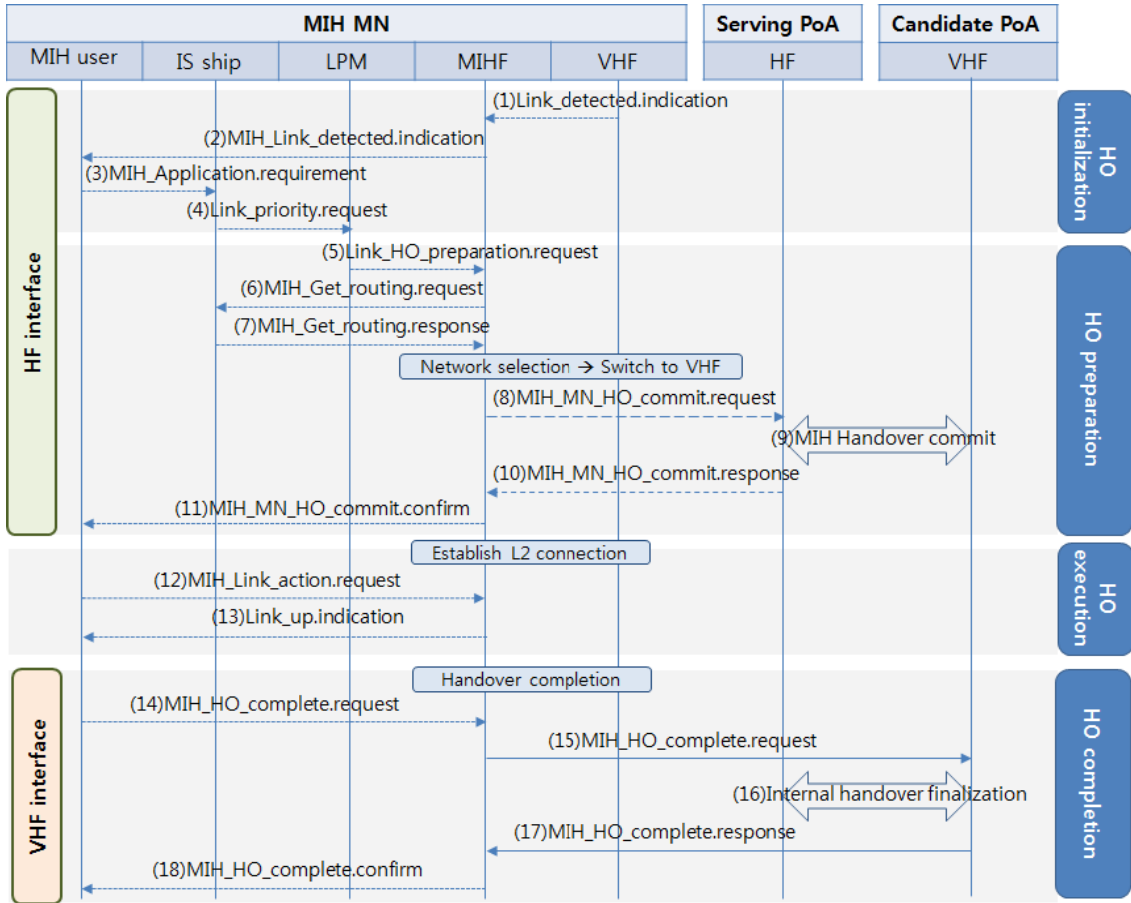 MIH MN
Serving PoA
Candidate PoA
MIH user
IS ship
LPM
MIHF
VHF
HF
VHF
HF interface
HO
initialization
(1)Link_detected.indication
(2)MIH_Link_detected.indication
(3)MIH_Application.requirement
(4)Link_priority.request
HO preparation
(5)Link_HO_preparation.request
(6)MIH_Get_routing.request
(7)MIH_Get_routing.response
Network selection → Switch to VHF
(8)MIH_MN_HO_commit.request
(9)MIH Handover commit
(10)MIH_MN_HO_commit.response
(11)MIH_MN_HO_commit.confirm
HO
execution
Establish L2 connection
(12)MIH_Link_action.request
(13)Link_up.indication
VHF interface
HO completion
Handover completion
(14)MIH_HO_complete.request
(15)MIH_HO_complete.request
(16)Internal handover finalization
(17)MIH_HO_complete.response
(18)MIH_HO_complete.confirm